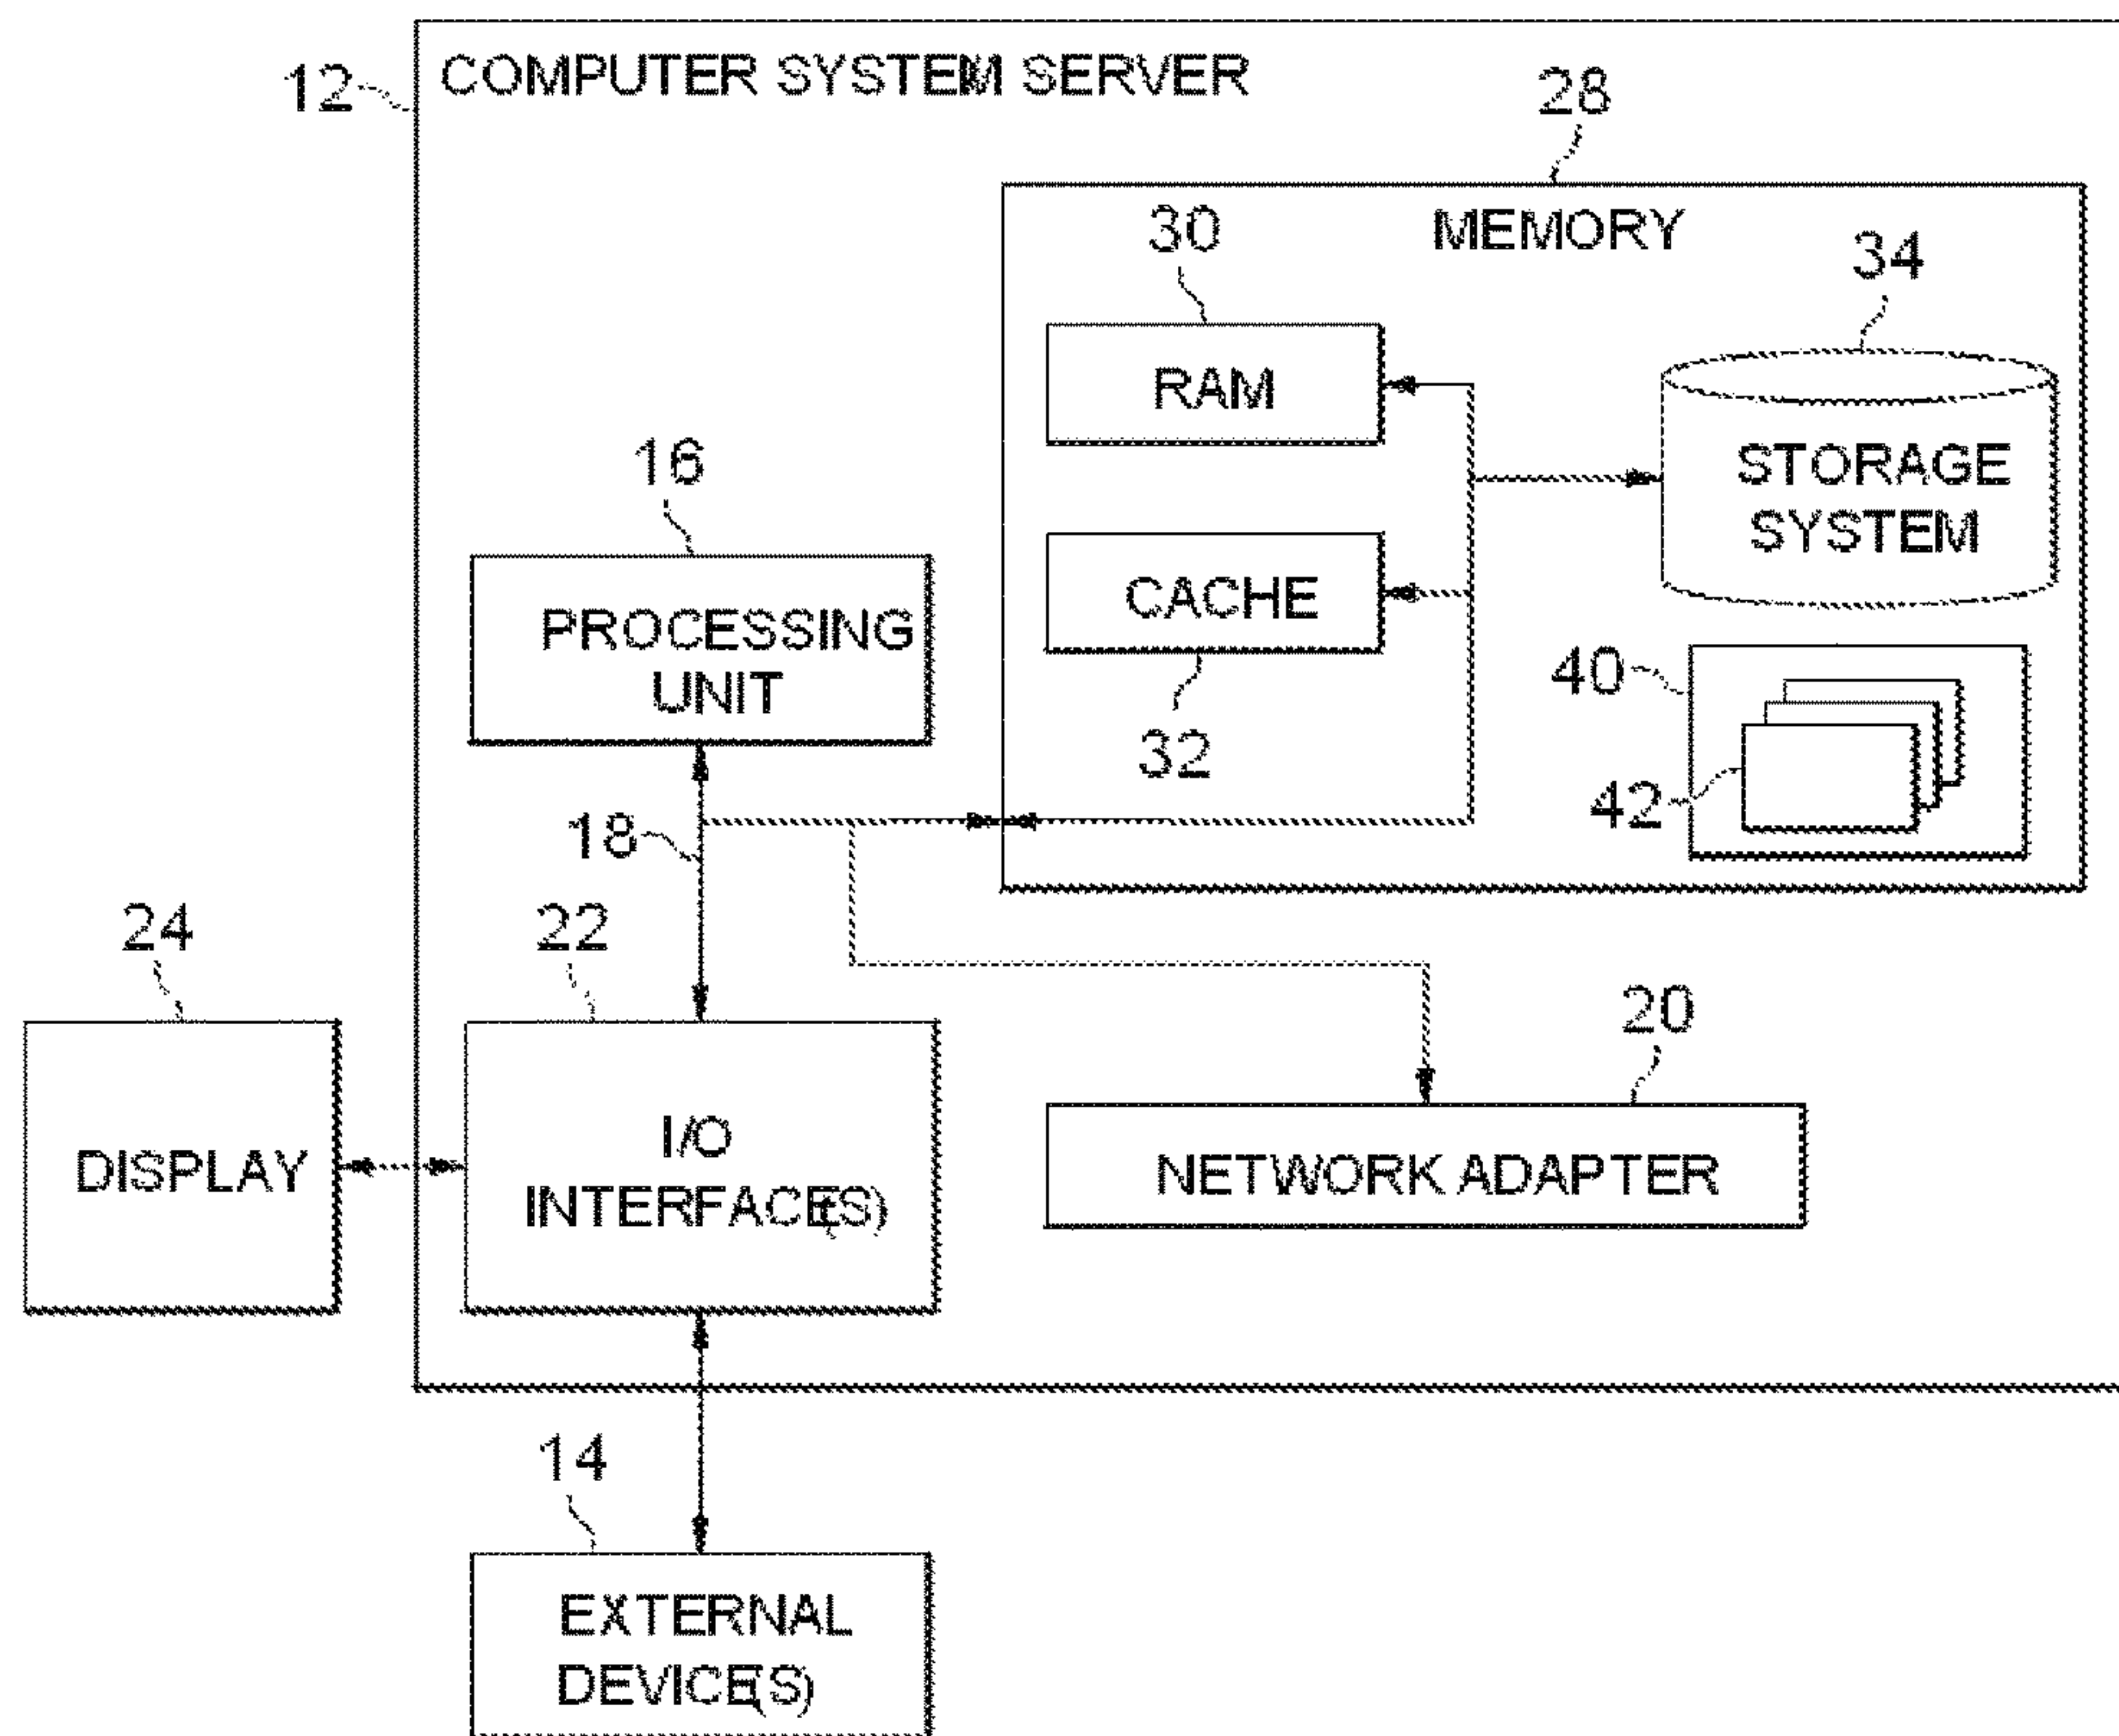 12
COMPUTER SYSTEM SERVER
28
MEMORY
30
34
RAM
STORAGE
SYSTEM
16
PROCESSING
UNIT
CACHE
32
40
42
18
24
22
20
DISPLAY
I/O
INTERFACE(S)
NETWORK ADAPTER
14
EXTERNAL
DEVICE(S)